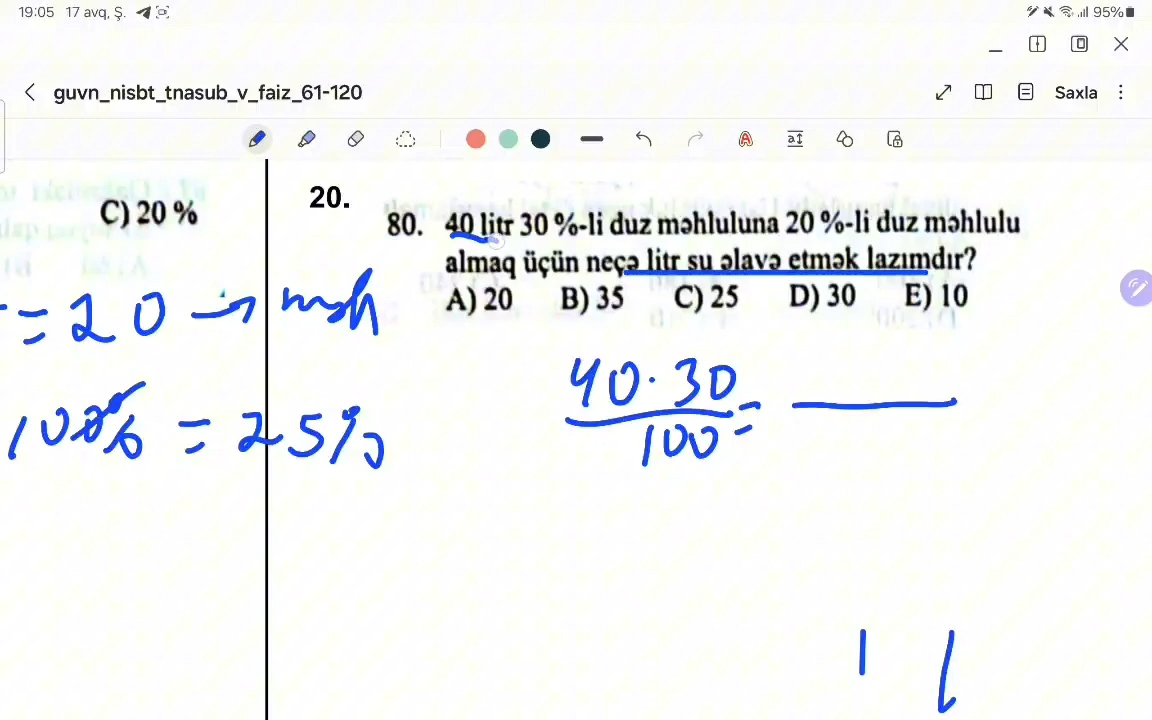 19:05 17 avq, Ş. 95%
guvn_nisbt_tnasub_v_faiz_61-120 Saxla
C) 20 %
= 20 → məh
100% = 25%
20.
80. 40 litr 30 %-li duz məhluluna 20 %-li duz məhlulu
almaq üçün neçə litr su əlavə etmək lazımdır?
A) 20 B) 35 C) 25 D) 30 E) 10
40 · 30
100 =